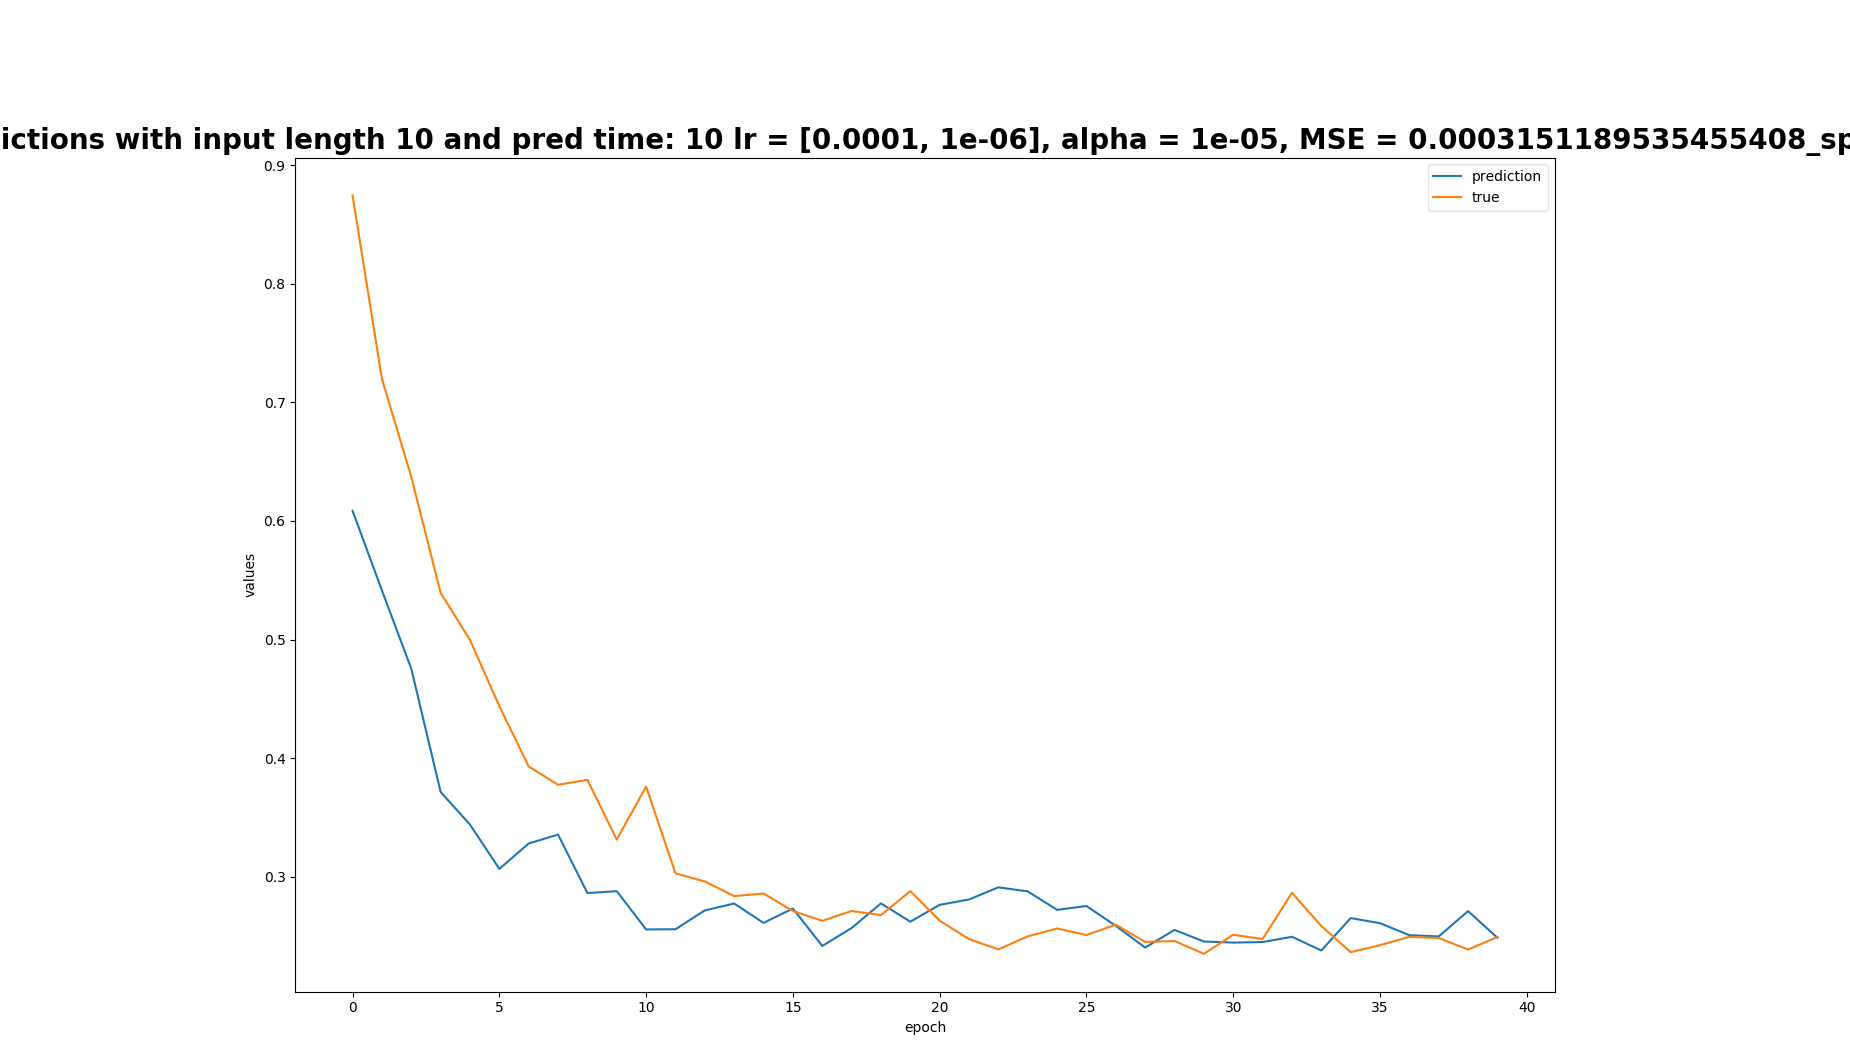 ictions with input length 10 and pred time: 10 lr = [0.0001, 1e-06], alpha = 1e-05, MSE = 0.0003151189535455408_sp
prediction
true
0.9
0.8
0.7
0.6
0.5
0.4
0.3
values
0 5 10 15 20 25 30 35 40
epoch